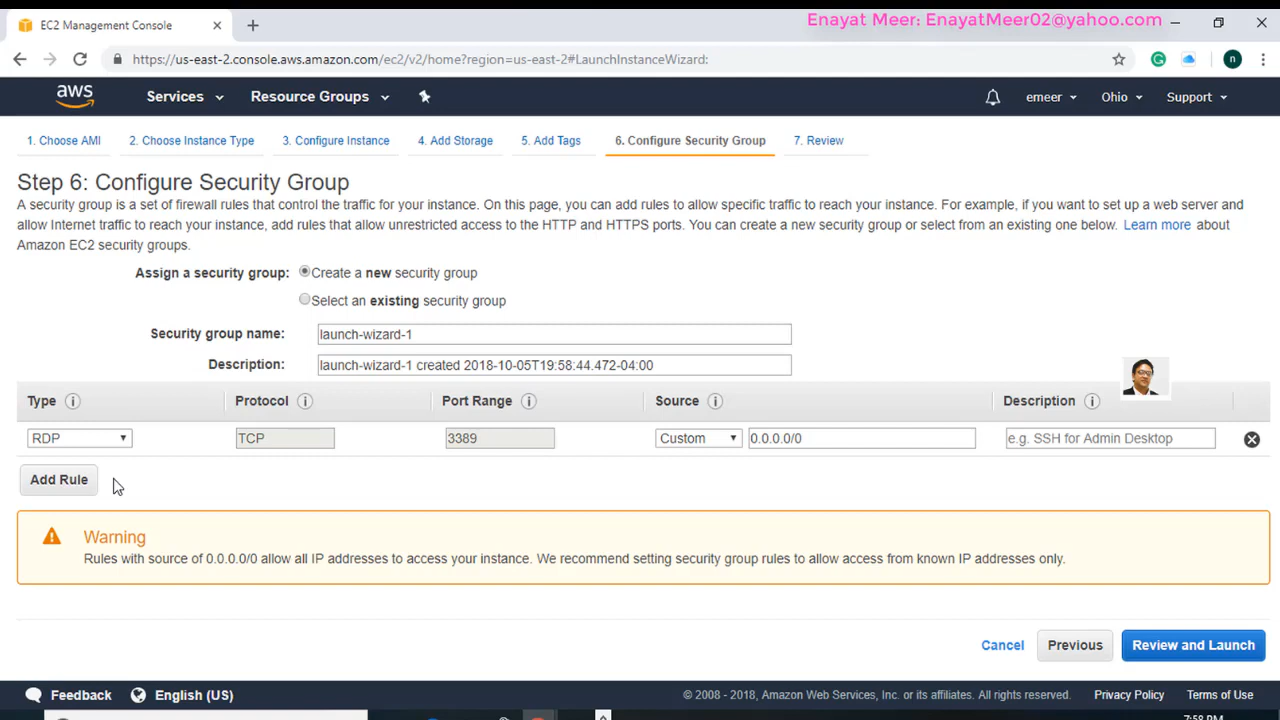 EC2 Management Console
Enayat Meer: EnayatMeer02@yahoo.com
https://us-east-2.console.aws.amazon.com/ec2/v2/home?region=us-east-2#LaunchInstanceWizard:
n
aws Services Resource Groups emeer Ohio Support
1. Choose AMI 2. Choose Instance Type 3. Configure Instance 4. Add Storage 5. Add Tags 6. Configure Security Group 7. Review
Step 6: Configure Security Group
A security group is a set of firewall rules that control the traffic for your instance. On this page, you can add rules to allow specific traffic to reach your instance. For example, if you want to set up a web server and
allow Internet traffic to reach your instance, add rules that allow unrestricted access to the HTTP and HTTPS ports. You can create a new security group or select from an existing one below. Learn more about
Amazon EC2 security groups.
Assign a security group: Create a new security group
Select an existing security group
Security group name: launch-wizard-1
Description: launch-wizard-1 created 2018-10-05T19:58:44.472-04:00
Type Protocol Port Range Source Description
RDP TCP 3389 Custom 0.0.0.0/0 e.g. SSH for Admin Desktop
Add Rule
Warning
Rules with source of 0.0.0.0/0 allow all IP addresses to access your instance. We recommend setting security group rules to allow access from known IP addresses only.
Cancel Previous Review and Launch
Feedback English (US) © 2008 - 2018, Amazon Web Services, Inc. or its affiliates. All rights reserved. Privacy Policy Terms of Use
7:58 PM